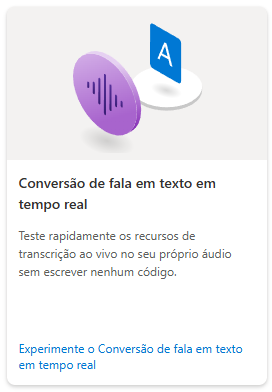 A
Conversão de fala em texto em
tempo real
Teste rapidamente os recursos de
transcrição ao vivo no seu próprio áudio
sem escrever nenhum código.
Experimente o Conversão de fala em texto
em tempo real